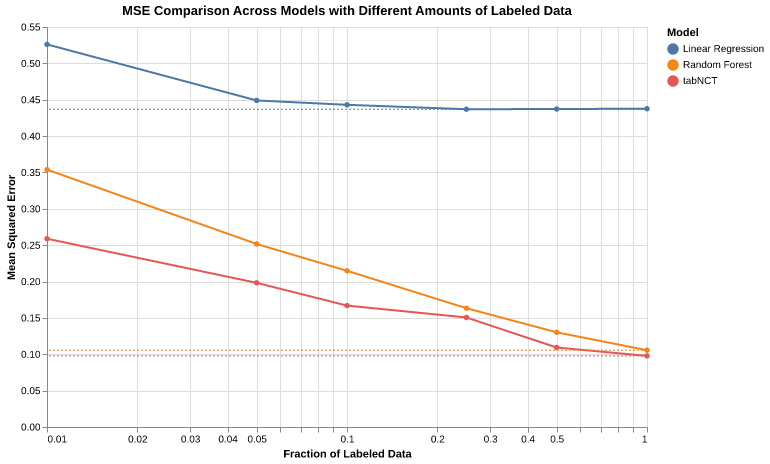 MSE Comparison Across Models with Different Amounts of Labeled Data
Model
Linear Regression
Random Forest
tabNCT
Mean Squared Error
0.55
0.50
0.45
0.40
0.35
0.30
0.25
0.20
0.15
0.10
0.05
0.00
0.01 0.02 0.03 0.04 0.05 0.1 0.2 0.3 0.4 0.5 1
Fraction of Labeled Data